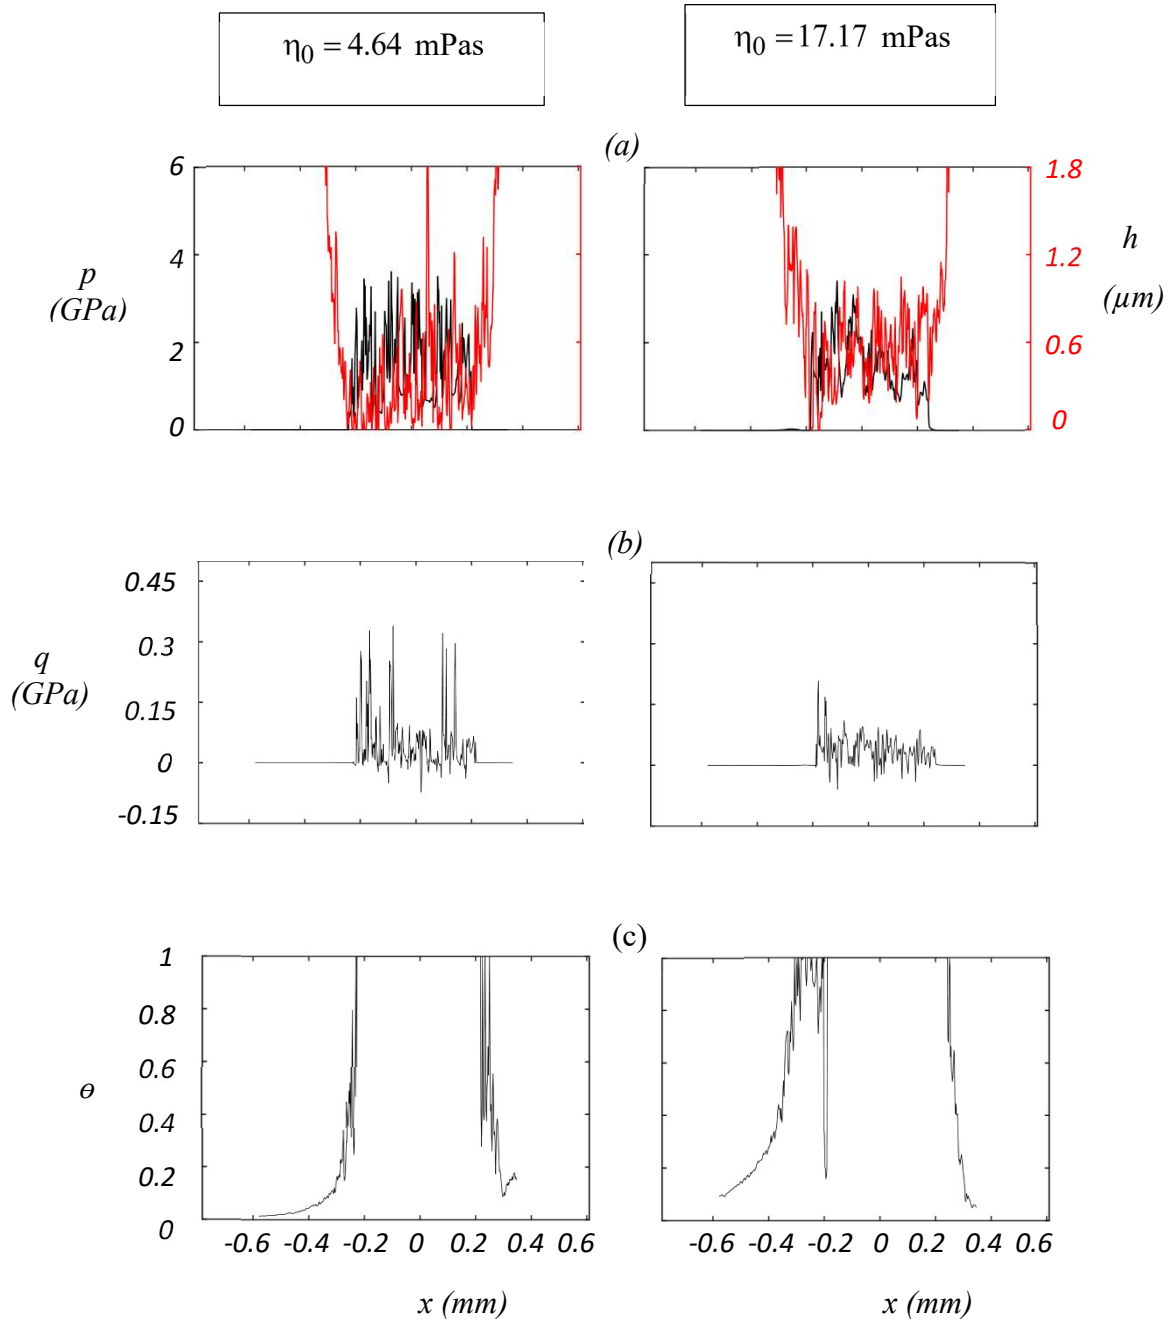 η0 = 4.64 mPas
η0 = 17.17 mPas
(a)
6
4
2
0
p
(GPa)
1.8
1.2
0.6
0
h
(μm)
(b)
0.45
0.3
0.15
0
-0.15
q
(GPa)
(c)
1
0.8
0.6
0.4
0.2
0
ɵ
-0.6 -0.4 -0.2 0 0.2 0.4 0.6
-0.6 -0.4 -0.2 0 0.2 0.4 0.6
x (mm)
x (mm)